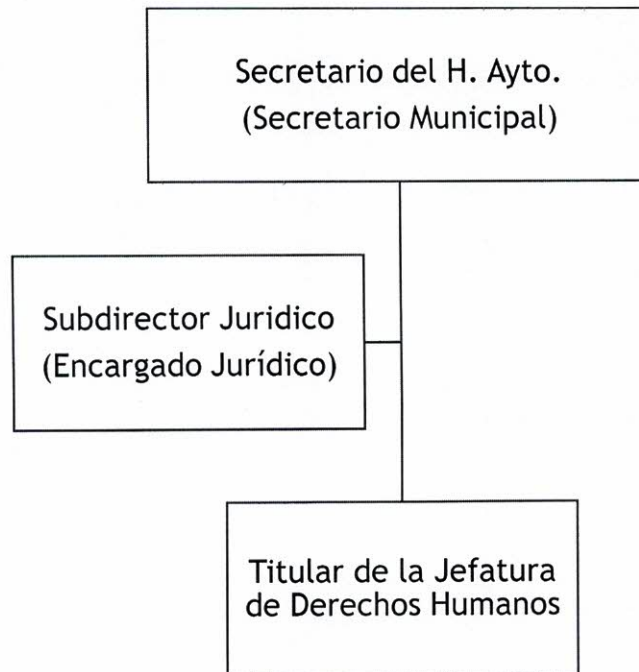 Secretario del H. Ayto.
(Secretario Municipal)
Subdirector Juridico
(Encargado Jurídico)
Titular de la Jefatura
de Derechos Humanos